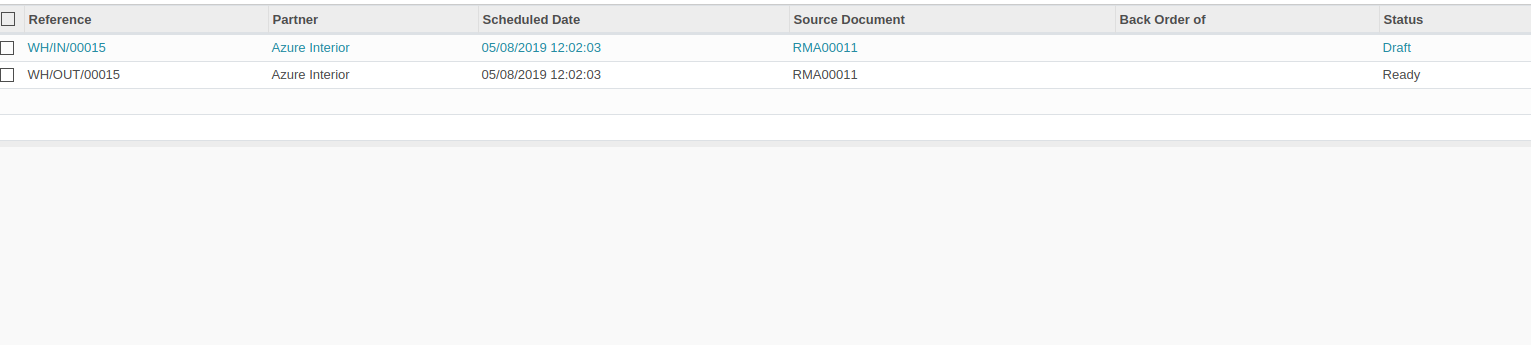 Reference Partner Scheduled Date Source Document Back Order of Status
WH/IN/00015 Azure Interior 05/08/2019 12:02:03 RMA00011 Draft
WH/OUT/00015 Azure Interior 05/08/2019 12:02:03 RMA00011 Ready